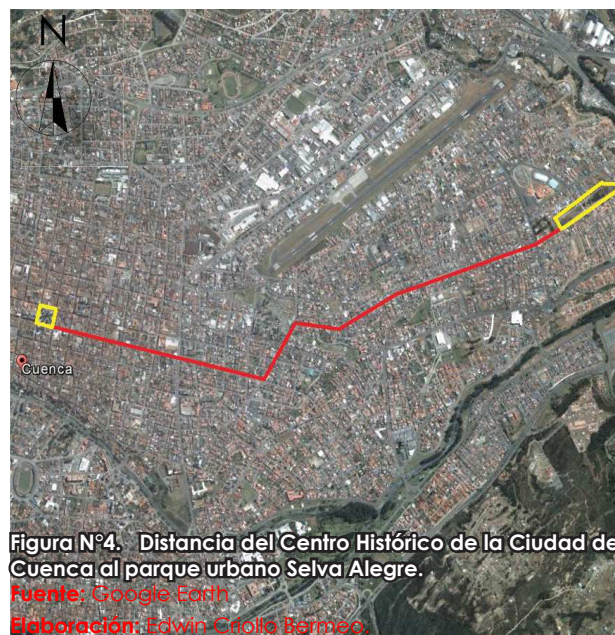 N
Cuenca
Figura N°4. Distancia del Centro Histórico de la Ciudad de
Cuenca al parque urbano Selva Alegre.
Fuente: Google Earth
Elaboración: Edwin Criollo Bermeo.